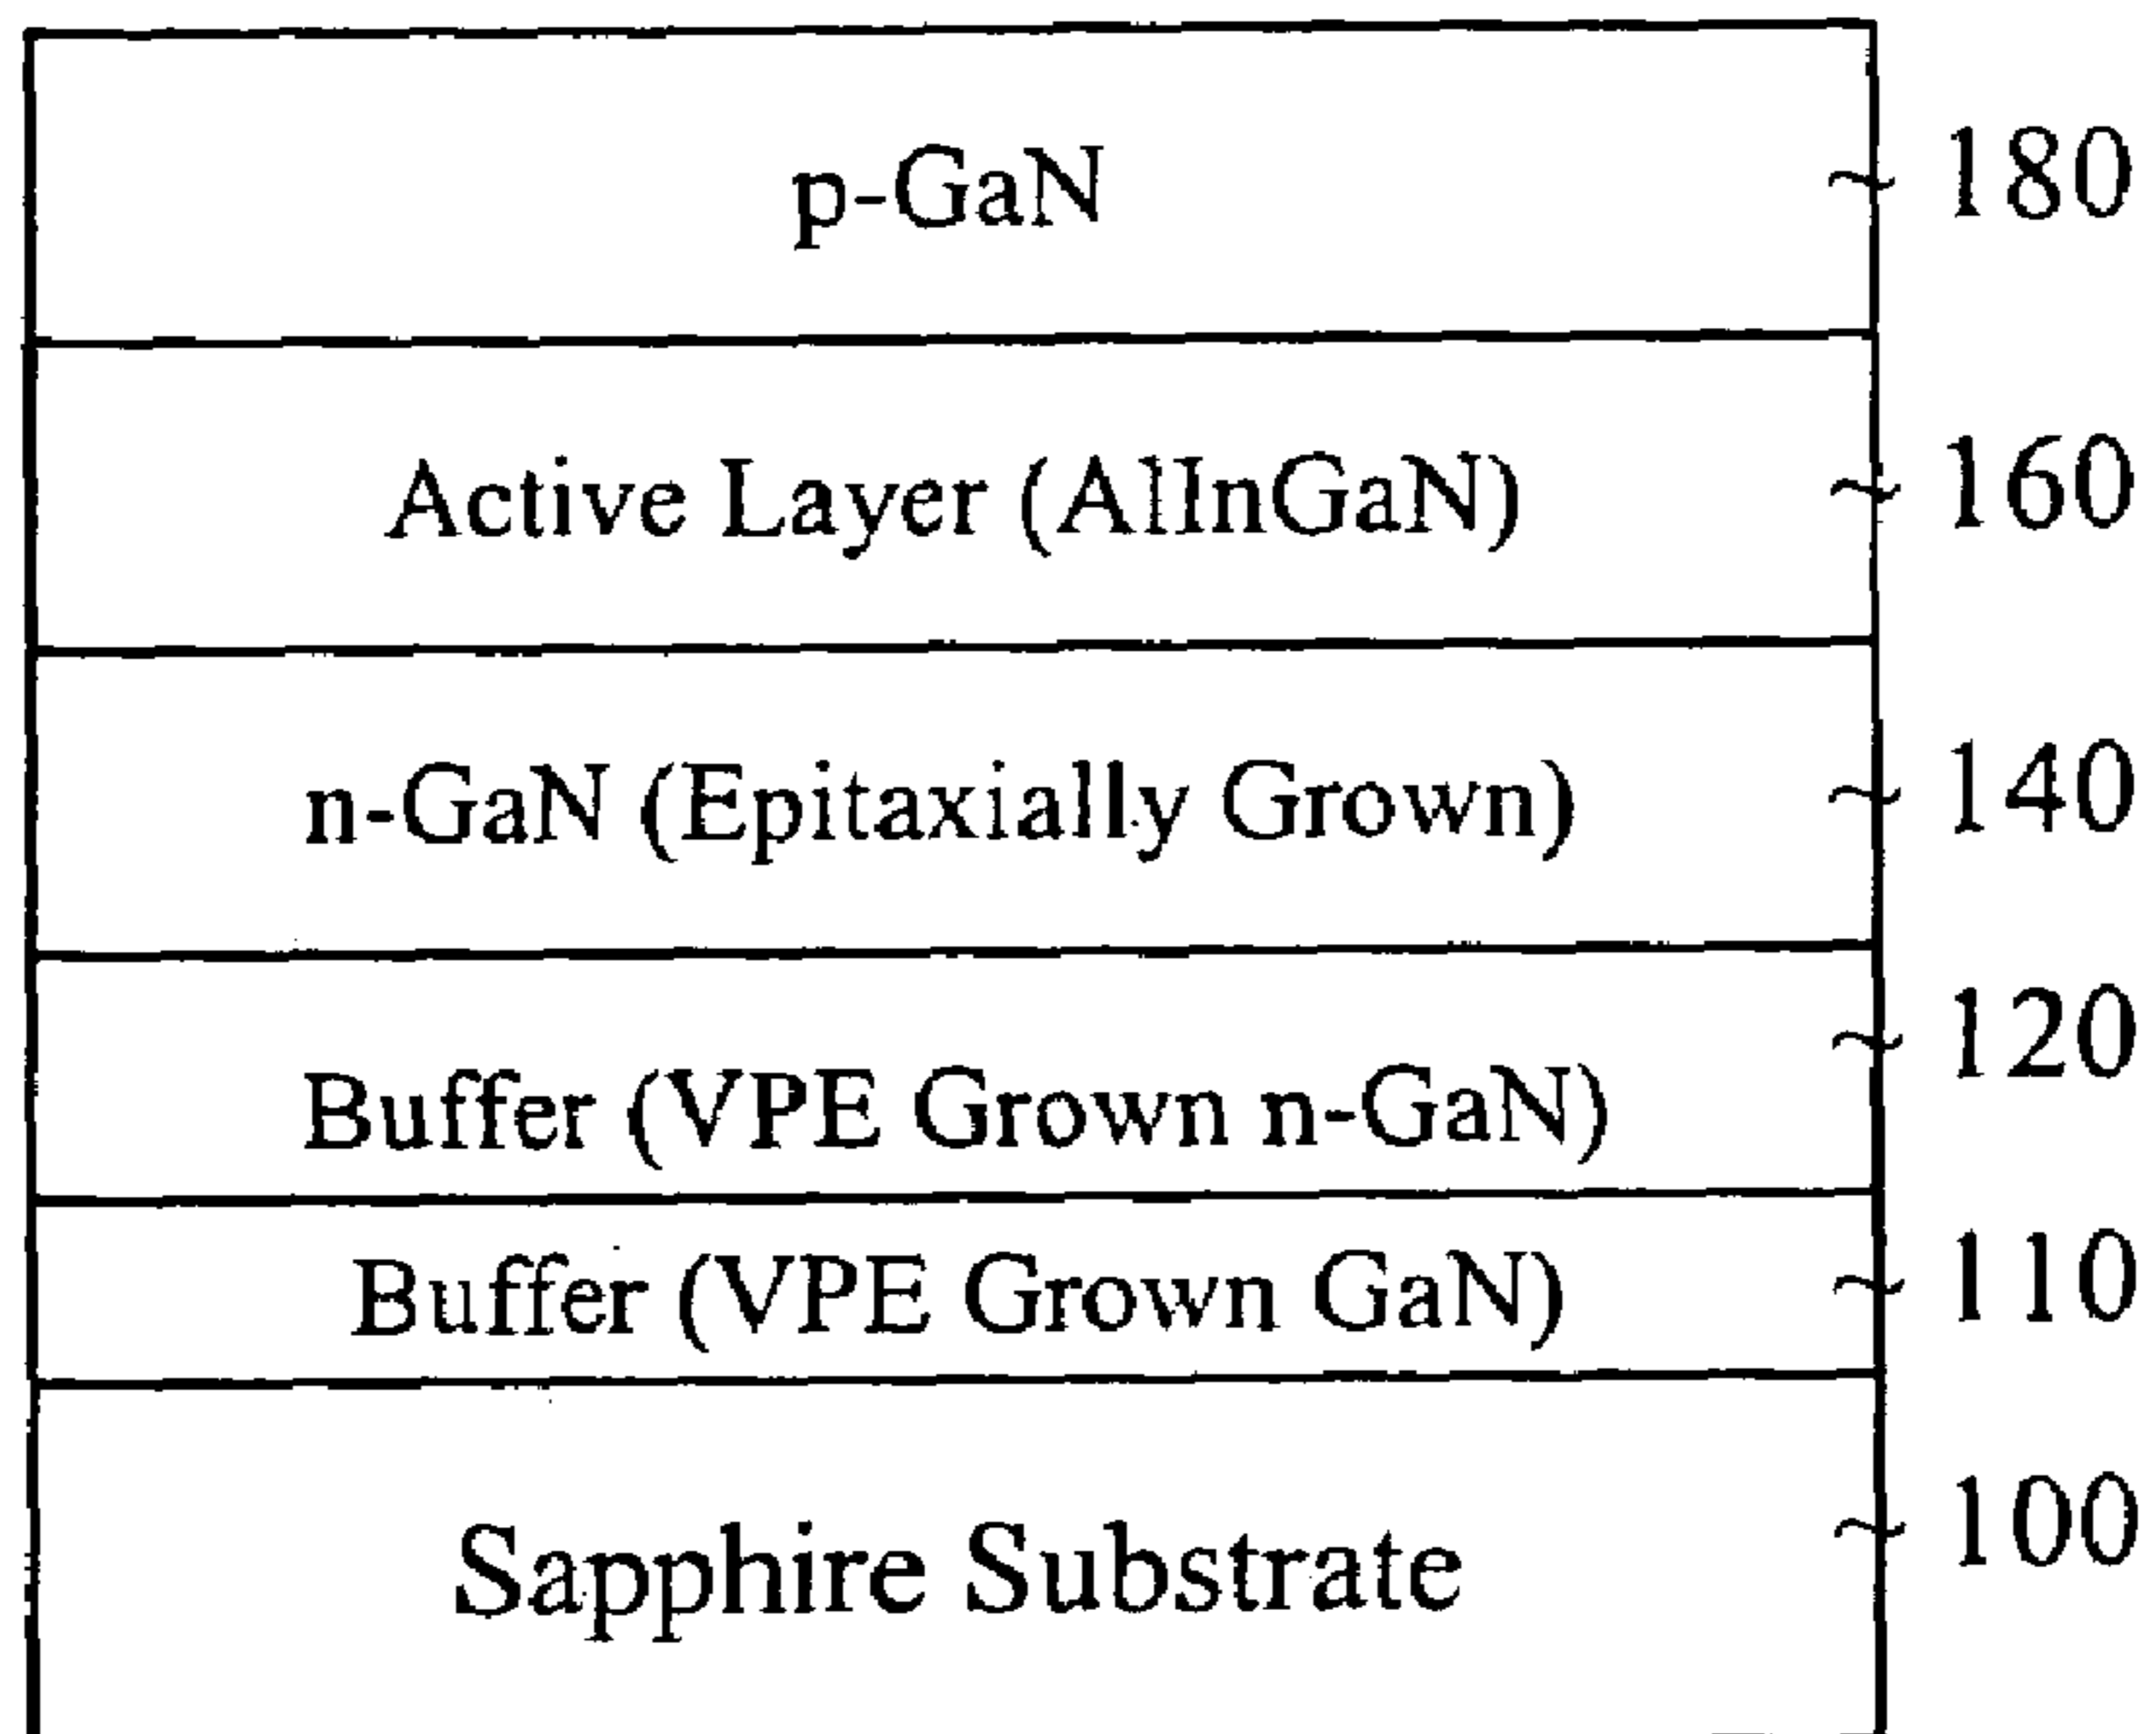 p-GaN 180
Active Layer (AlInGaN) 160
n-GaN (Epitaxially Grown) 140
Buffer (VPE Grown n-GaN) 120
Buffer (VPE Grown GaN) 110
Sapphire Substrate 100